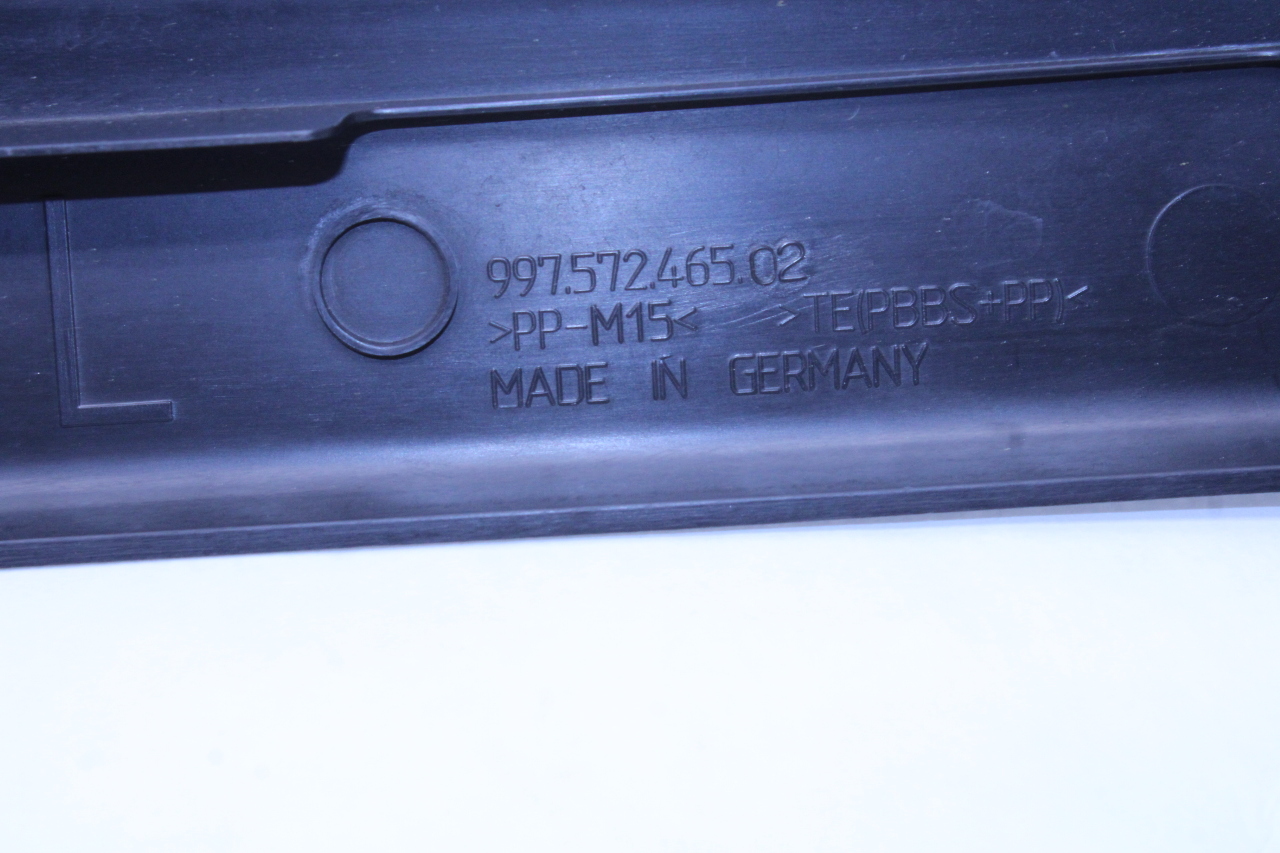 L
997.572.465.02
>PP-M15< >TE(PBBS+PP)<
MADE IN GERMANY